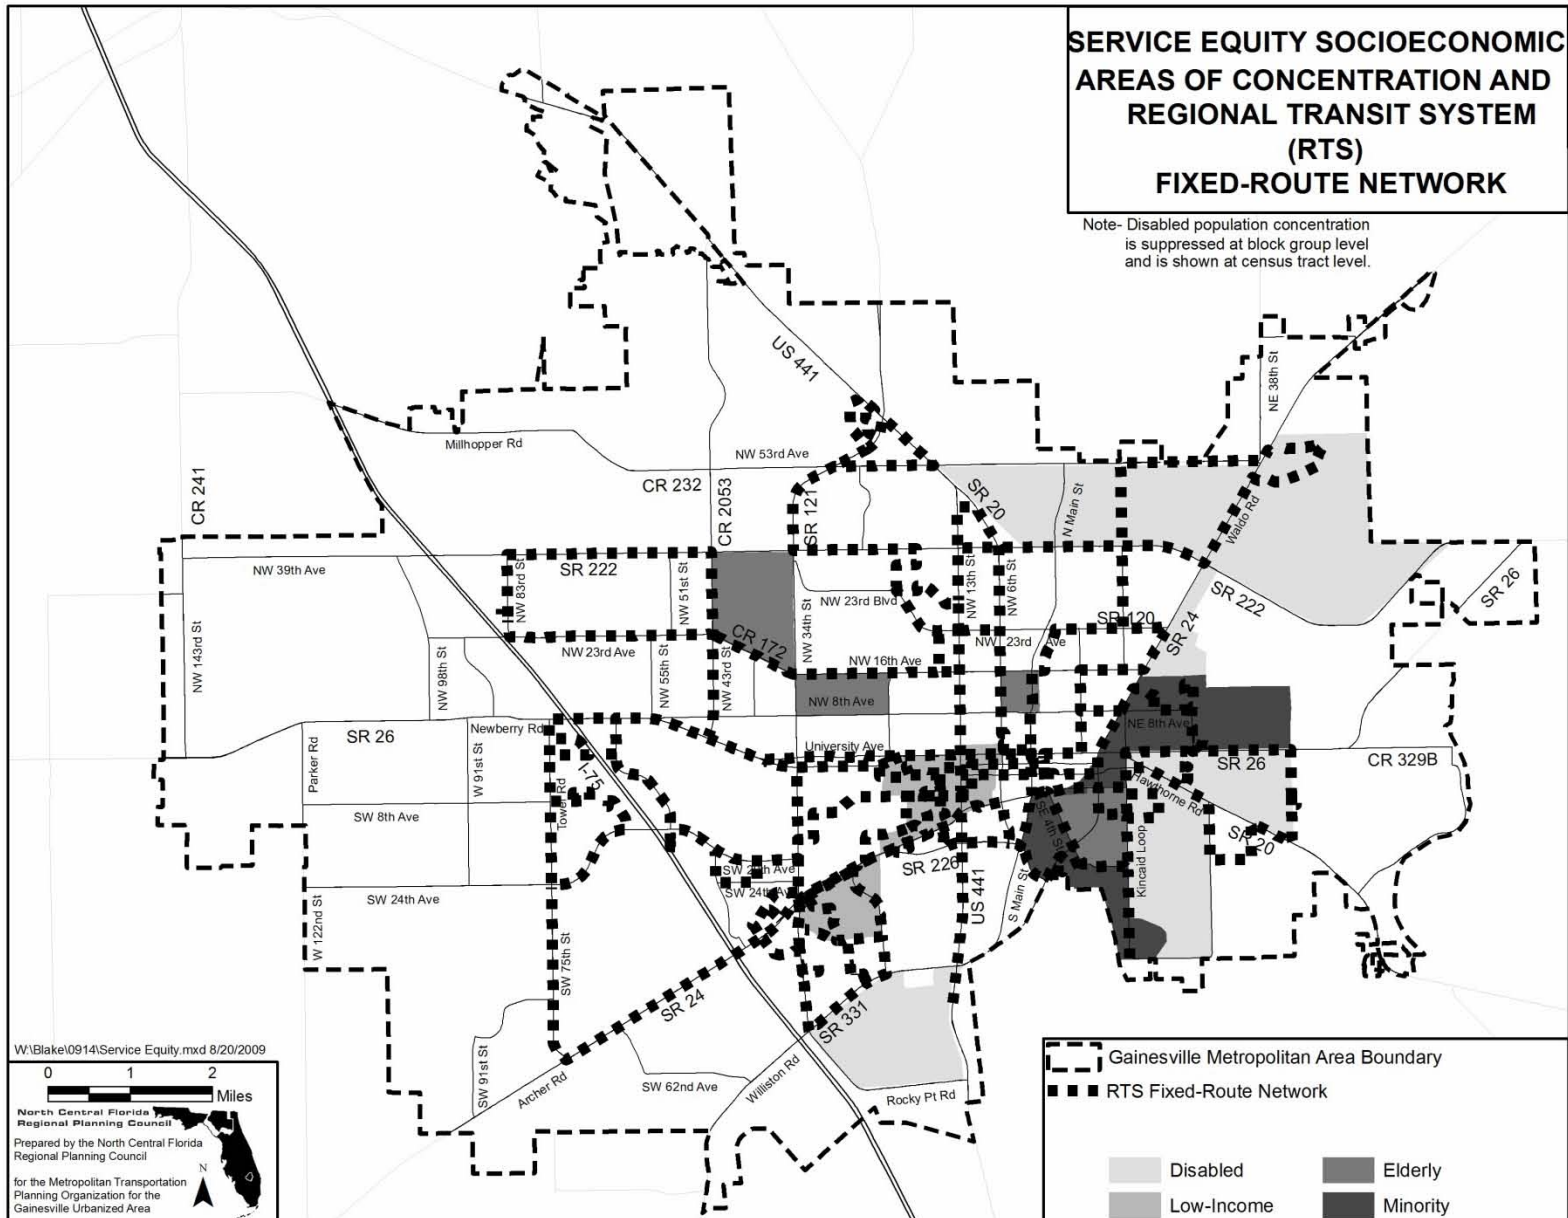 SERVICE EQUITY SOCIOECONOMIC
AREAS OF CONCENTRATION AND
REGIONAL TRANSIT SYSTEM
(RTS)
FIXED-ROUTE NETWORK
Note- Disabled population concentration
is suppressed at block group level
and is shown at census tract level.
US 441
NE 38th St
Millhopper Rd
NW 53rd Ave
CR 241
CR 232
CR 2053
SR 121
SR 20
N Main St
Waldo Rd
NW 39th Ave
SR 222
NW 83rd St
NW 51st St
NW 34th St
NW 23rd Blvd
NW 13th St
NW 6th St
SR 222
SR 26
NW 143rd St
NW 98th St
NW 23rd Ave
NW 55th St
NW 43rd St
CR 172
NW 16th Ave
NW 23rd Ave
SR 120
SR 24
NW 8th Ave
NE 8th Ave
Parker Rd
SR 26
Newberry Rd
W 91st St
University Ave
SR 26
CR 329B
I-75
Tower Rd
SW 8th Ave
Hawthorne Rd
SE 4th St
SR 20
SW 20th Ave
SW 24th Ave
SR 226
Kincaid Loop
SW 24th Ave
W 122nd St
US 441
S Main St
SW 75th St
SR 24
SR 331
SW 91st St
Archer Rd
SW 62nd Ave
Williston Rd
Rocky Pt Rd
W:\Blake\0914\Service Equity.mxd 8/20/2009
0 1 2
Miles
North Central Florida
Regional Planning Council
Prepared by the North Central Florida
Regional Planning Council
N
for the Metropolitan Transportation
Planning Organization for the
Gainesville Urbanized Area
Gainesville Metropolitan Area Boundary
RTS Fixed-Route Network
Disabled
Elderly
Low-Income
Minority